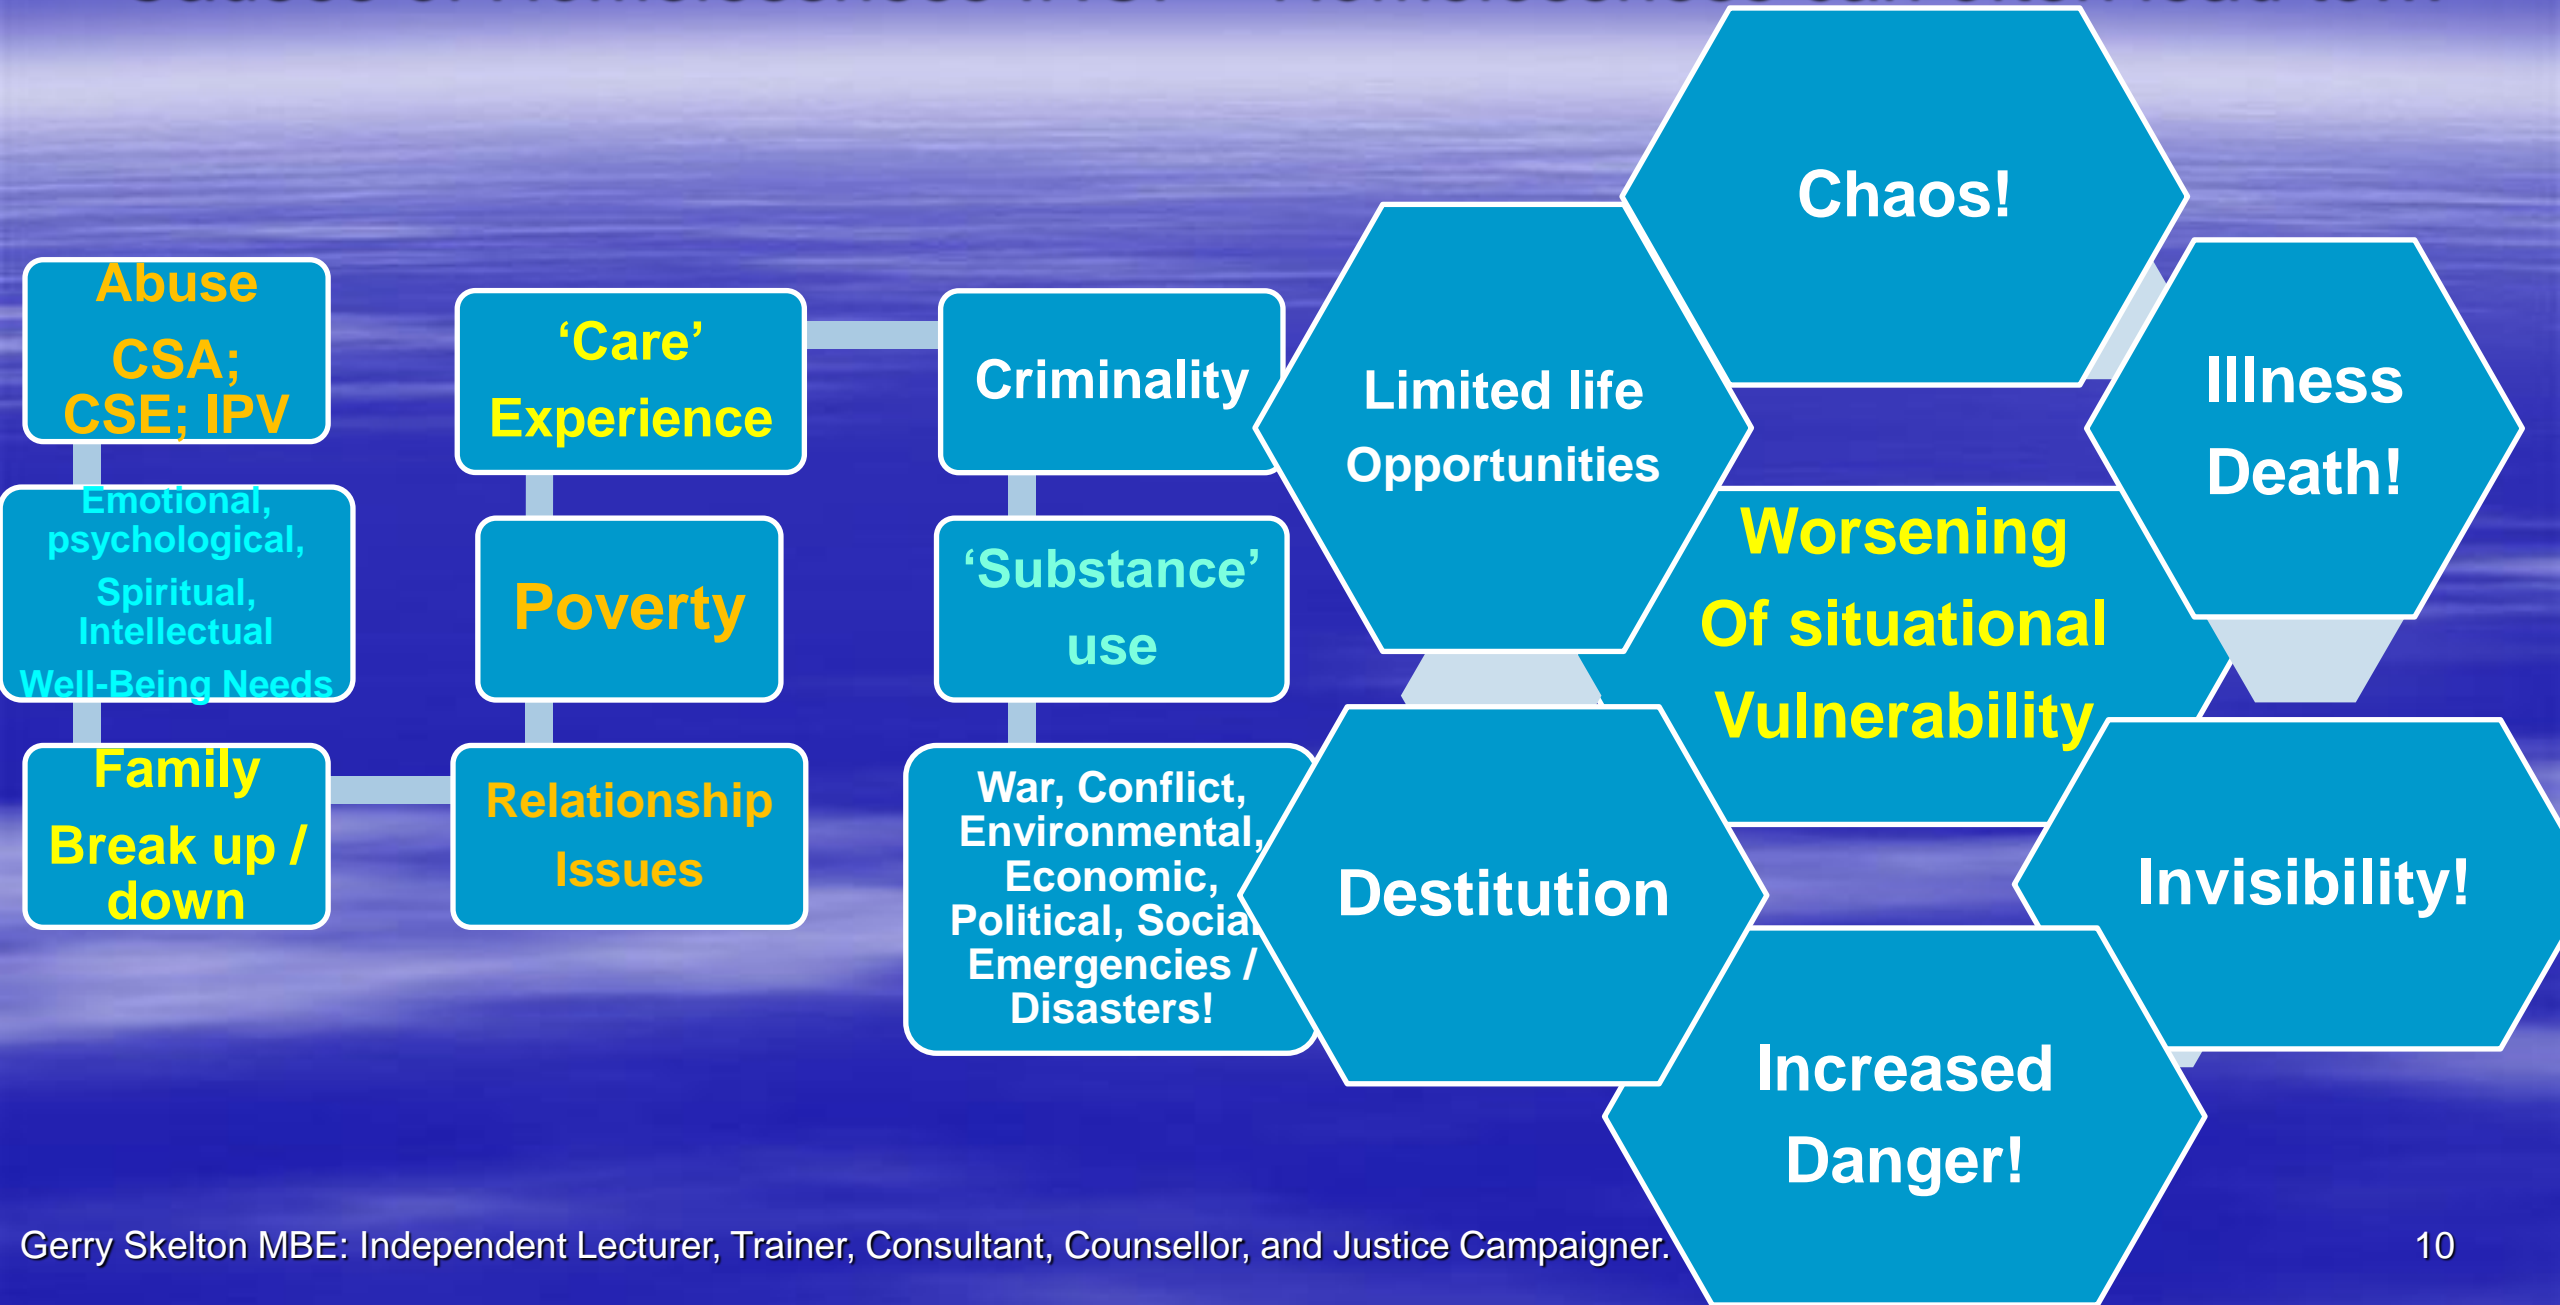 Abuse
CSA;
CSE; IPV
Emotional,
psychological,
Spiritual,
Intellectual
Well-Being Needs
Family
Break up /
down
Relationship
Issues
Poverty
‘Care’
Experience
Criminality
‘Substance’
use
War, Conflict,
Environmental,
Economic,
Political, Social
Emergencies /
Disasters!
Chaos!
Illness
Death!
Invisibility!
Increased
Danger!
Destitution
Limited life
Opportunities
Worsening
Of situational
Vulnerability
Gerry Skelton MBE: Independent Lecturer, Trainer, Consultant, Counsellor, and Justice Campaigner.
10